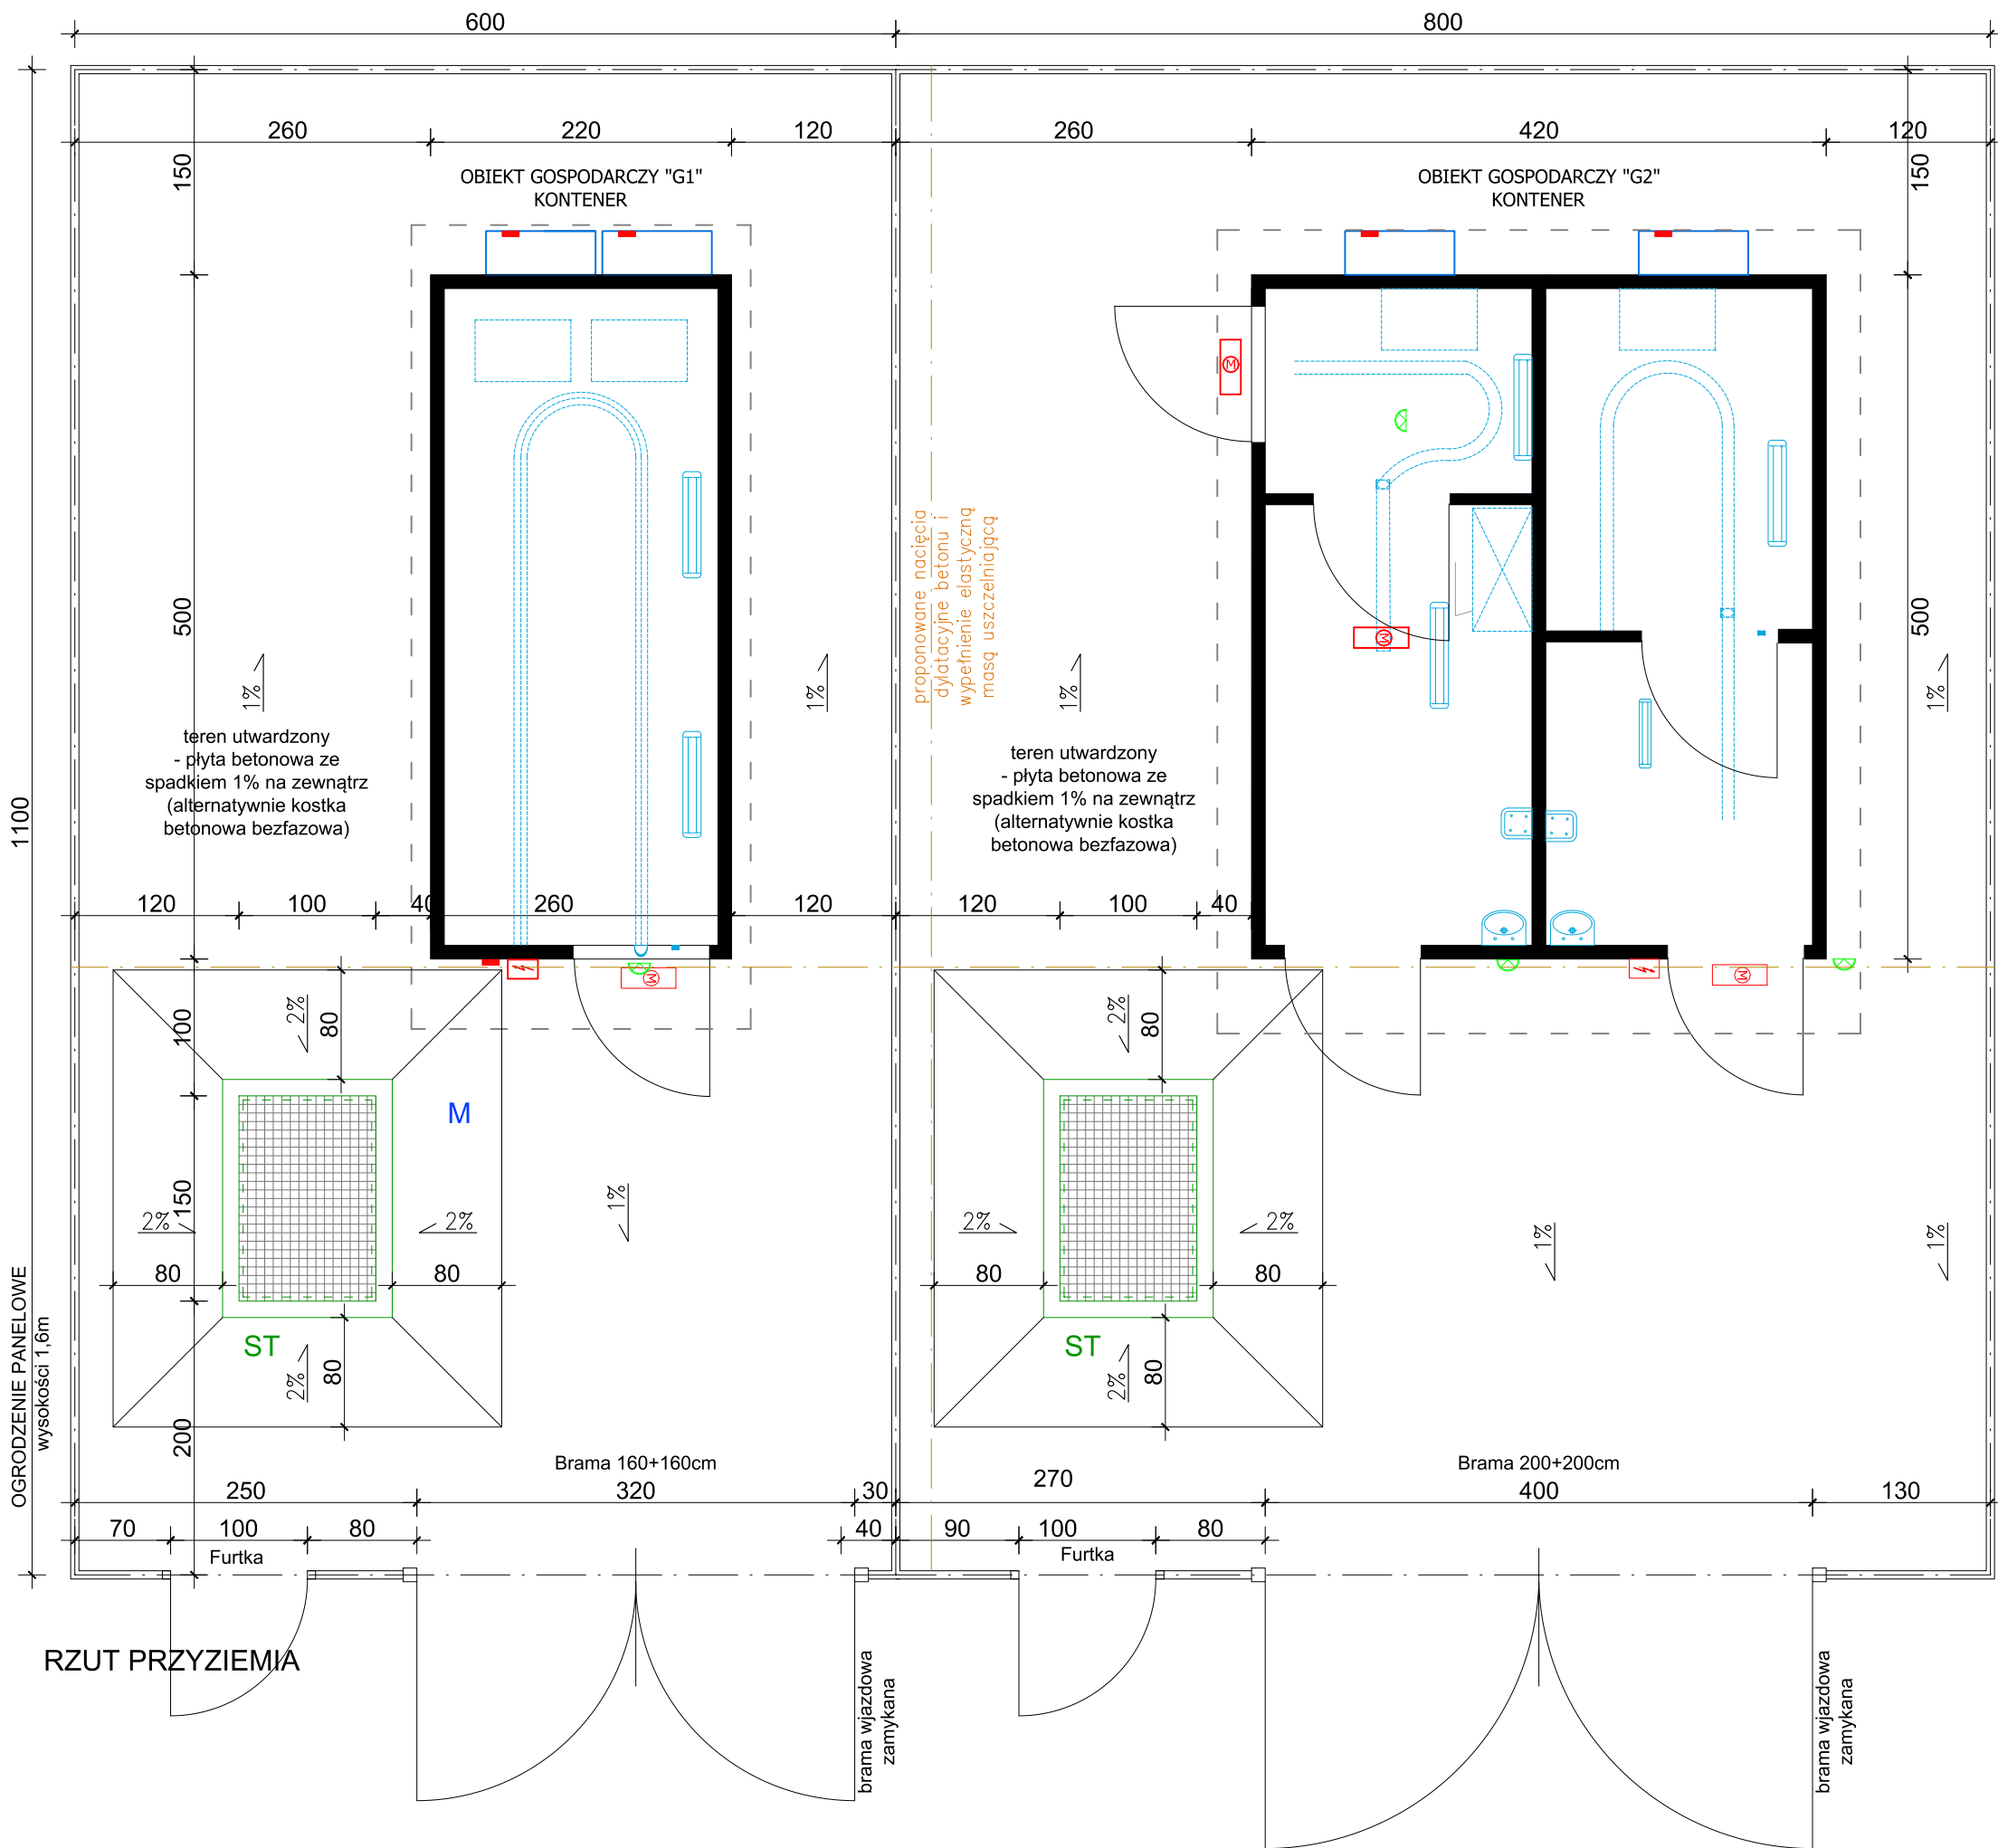 600
800
260
220
120
260
420
120
150
150
OBIEKT GOSPODARCZY "G1"
KONTENER
OBIEKT GOSPODARCZY "G2"
KONTENER
M
500
500
proponowane nacięcia
dylatacyjne betonu i
wypełnienie elastyczną
masą uszczelniającą
M
1%
1%
1%
1%
teren utwardzony
- płyta betonowa ze
spadkiem 1% na zewnątrz
(alternatywnie kostka
betonowa bezfazowa)
teren utwardzony
- płyta betonowa ze
spadkiem 1% na zewnątrz
(alternatywnie kostka
betonowa bezfazowa)
1100
120
100
40
260
120
120
100
40
M
M
100
2%
80
2%
80
M
150
2%
2%
1%
2%
2%
1%
1%
80
80
80
80
OGRODZENIE PANELOWE
wysokości 1,6m
ST
ST
2%
80
2%
80
200
Brama 160+160cm
Brama 200+200cm
250
320
30
270
400
130
70
100
80
40
90
100
80
Furtka
Furtka
RZUT PRZYZIEMIA
brama wjazdowa
zamykana
brama wjazdowa
zamykana